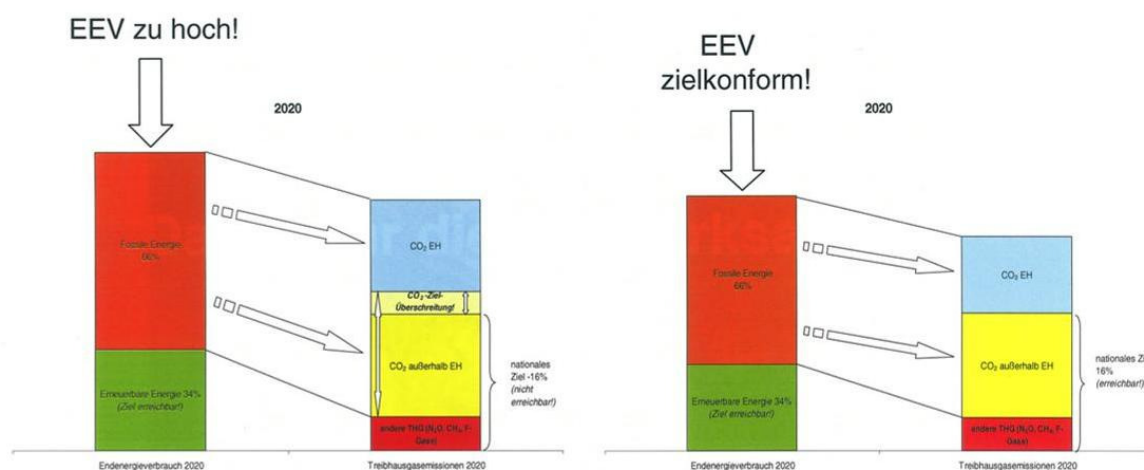 EEV zu hoch!
2020
Fossile Energie
66%
Erneuerbare Energie 34%
(Ziel erreichbar!)
CO₂ EH
CO₂-Ziel-
Überschreitung!
CO₂ außerhalb EH
andere THG (N₂O, CH₄, F-
Gase)
nationales
Ziel -16%
(nicht
erreichbar!)
Endenergieverbrauch 2020
Treibhausgasemissionen 2020
EEV
zielkonform!
2020
Fossile Energie
66%
Erneuerbare Energie 34%
(Ziel erreichbar!)
CO₂ EH
CO₂ außerhalb EH
andere THG (N₂O, CH₄, F-
Gase)
nationales Zi
16%
(erreichbar!)
Endenergieverbrauch 2020
Treibhausgasemissionen 2020